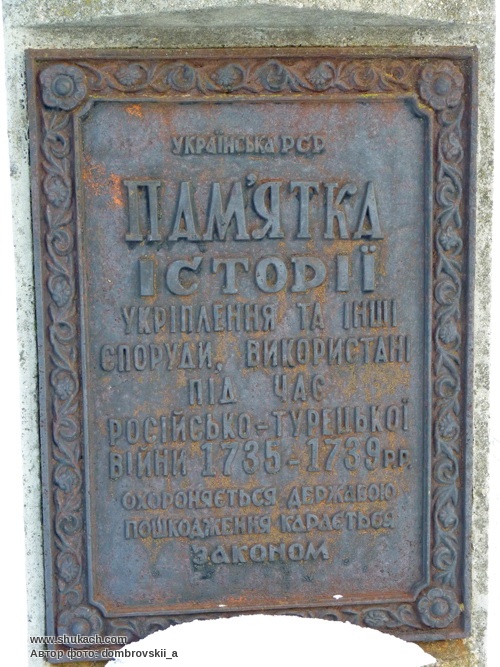 УКРАЇНСЬКА РСР
ПАМ'ЯТКА
ІСТОРІЇ
УКРІПЛЕННЯ ТА ІНШІ
СПОРУДИ, ВИКОРИСТАНІ
ПІД ЧАС
РОСІЙСЬКО-ТУРЕЦЬКОЇ
ВІЙНИ 1735-1739 Р.Р.
ОХОРОНЯЄТЬСЯ ДЕРЖАВОЮ
ПОШКОДЖЕННЯ КАРАЄТЬСЯ
ЗАКОНОМ
www.shukach.com
Автор фото: dombrovskii_a